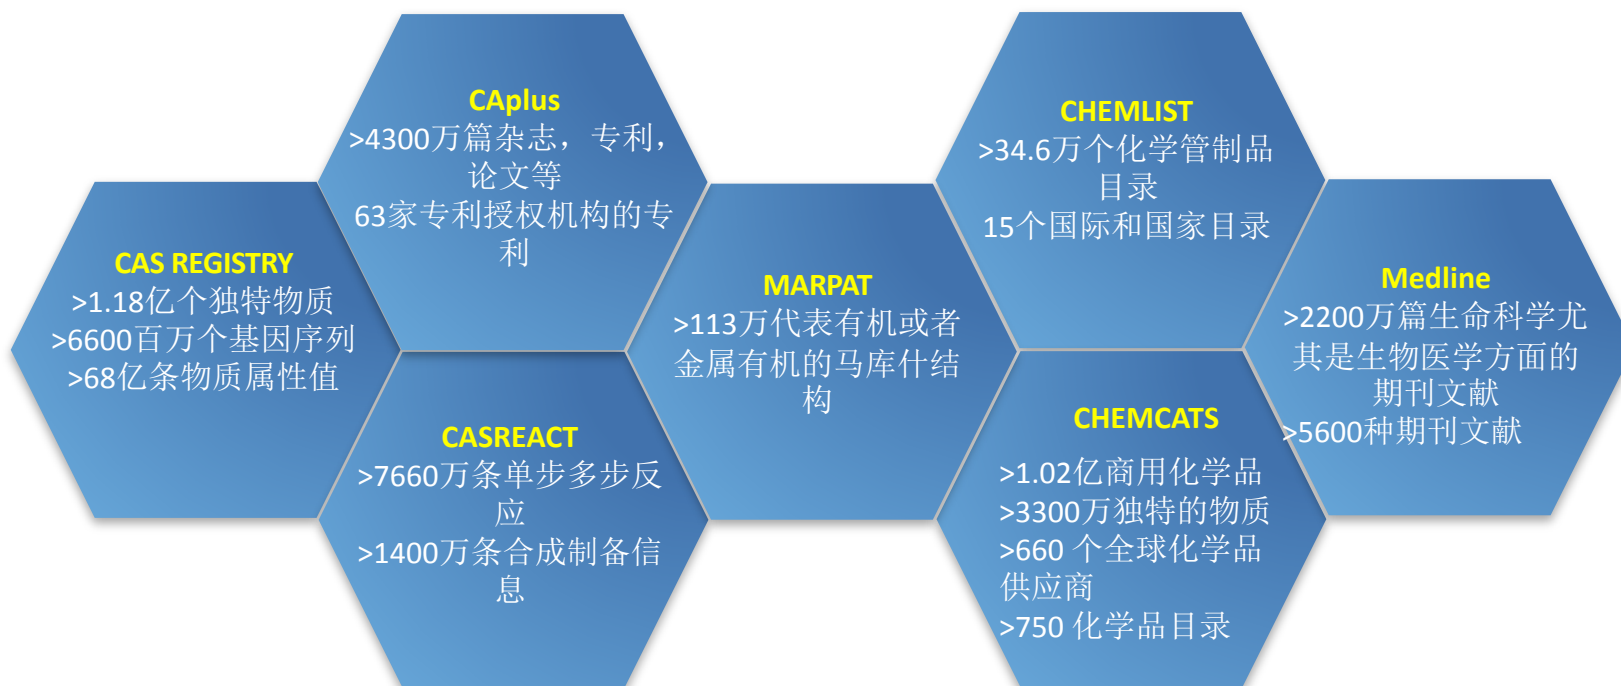 CAS REGISTRY
>1.18亿个独特物质
>6600百万个基因序列
>68亿条物质属性值
CAplus
>4300万篇杂志，专利，
论文等
63家专利授权机构的专
利
CASREACT
>7660万条单步多步反
应
>1400万条合成制备信
息
MARPAT
>113万代表有机或者
金属有机的马库什结
构
CHEMLIST
>34.6万个化学管制品
目录
15个国际和国家目录
CHEMCATS
>1.02亿商用化学品
>3300万独特的物质
>660 个全球化学品
供应商
>750 化学品目录
Medline
>2200万篇生命科学尤
其是生物医学方面的
期刊文献
>5600种期刊文献